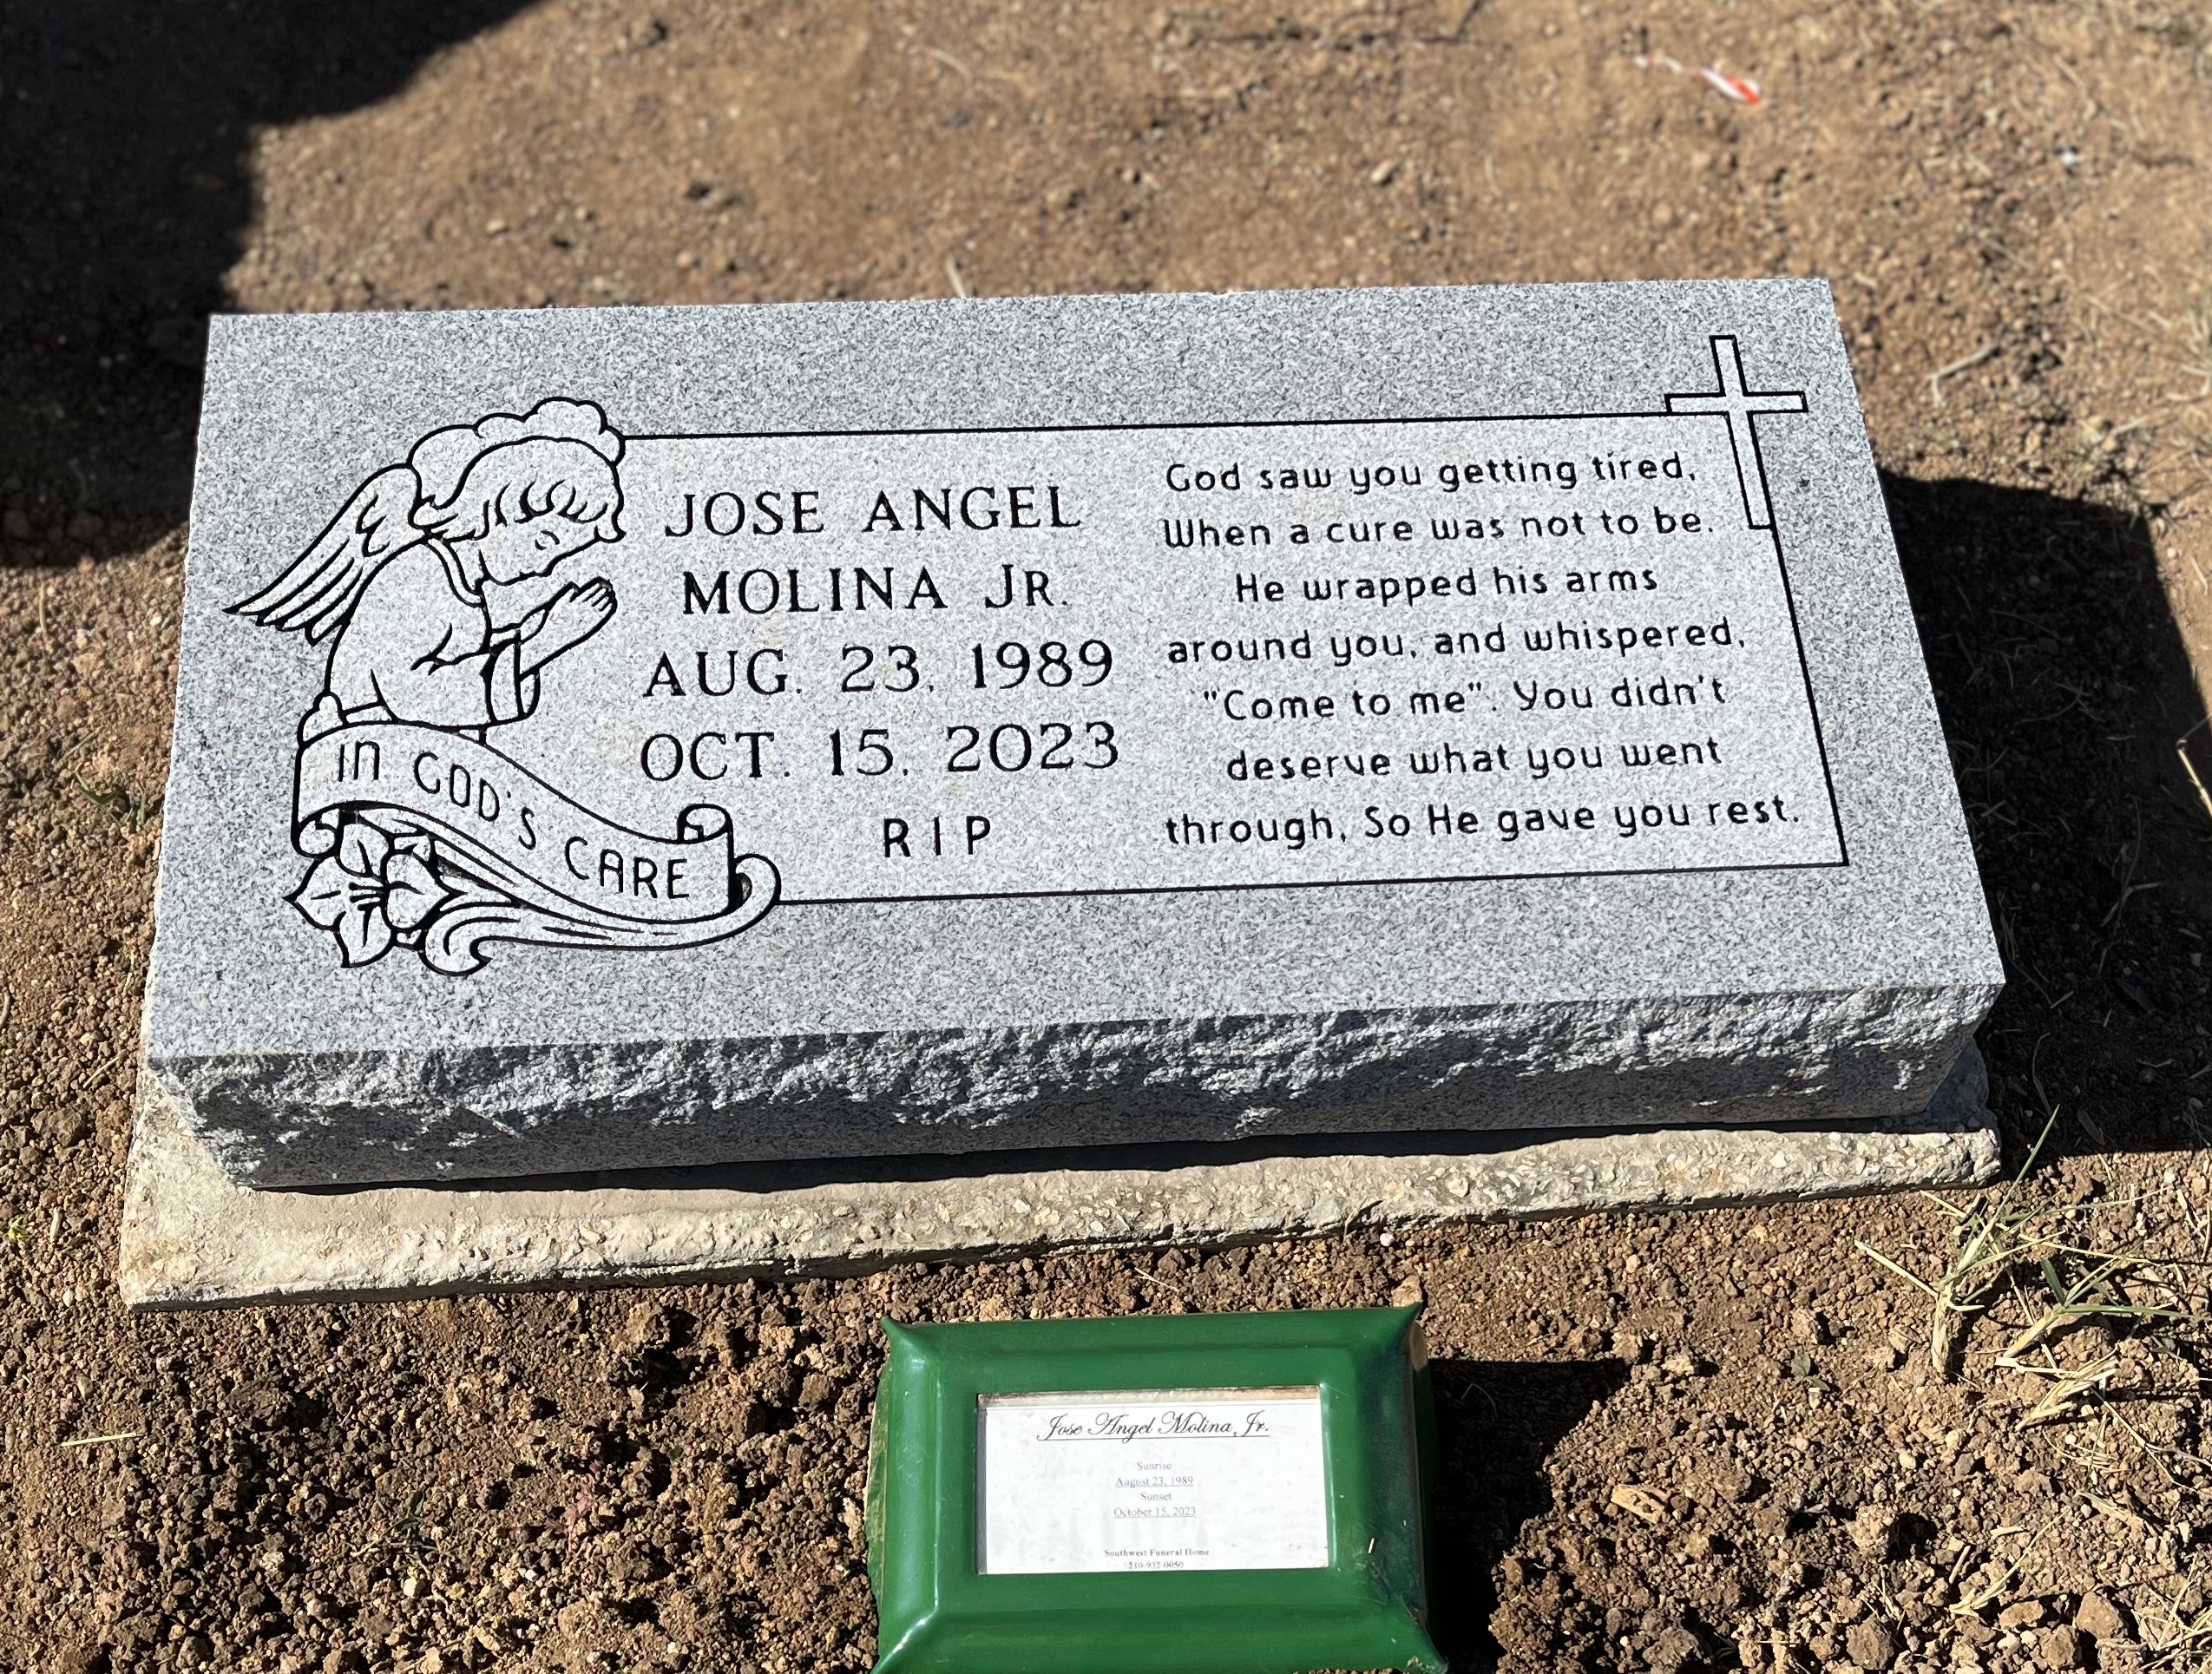 JOSE ANGEL
MOLINA JR.
AUG. 23, 1989
OCT. 15, 2023
R I P
IN GOD'S CARE
God saw you getting tired,
When a cure was not to be.
He wrapped his arms
around you, and whispered,
"Come to me". You didn't
deserve what you went
through, So He gave you rest.
Jose Angel Molina, Jr.
Sunrise
August 23, 1989
Sunset
October 15, 2023
Southwest Funeral Home
210-932-0050